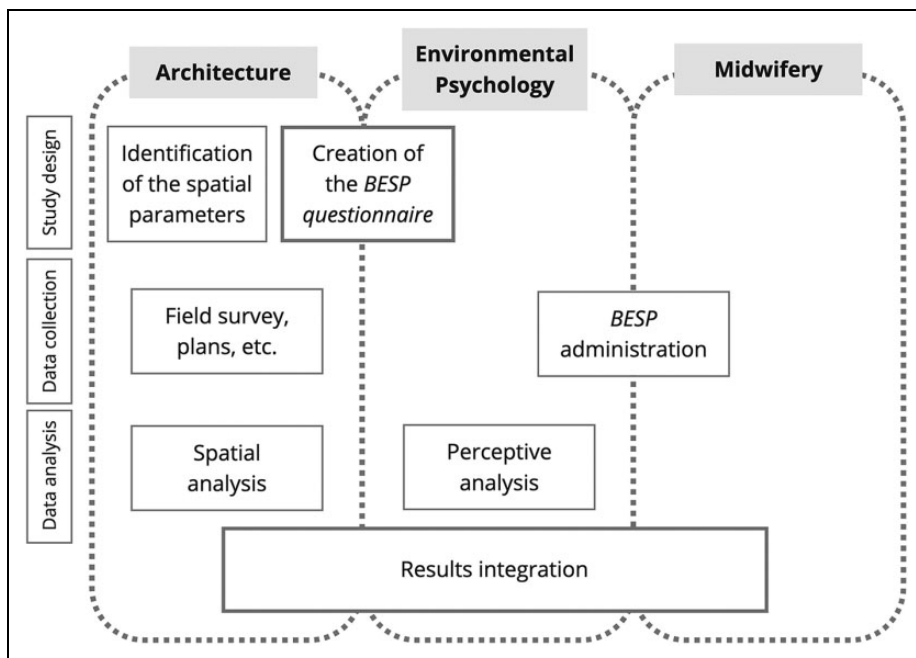 Architecture
Environmental
Psychology
Midwifery
Study design
Identification
of the spatial
parameters
Creation of
the BESP
questionnaire
Data collection
Field survey,
plans, etc.
BESP
administration
Data analysis
Spatial
analysis
Perceptive
analysis
Results integration